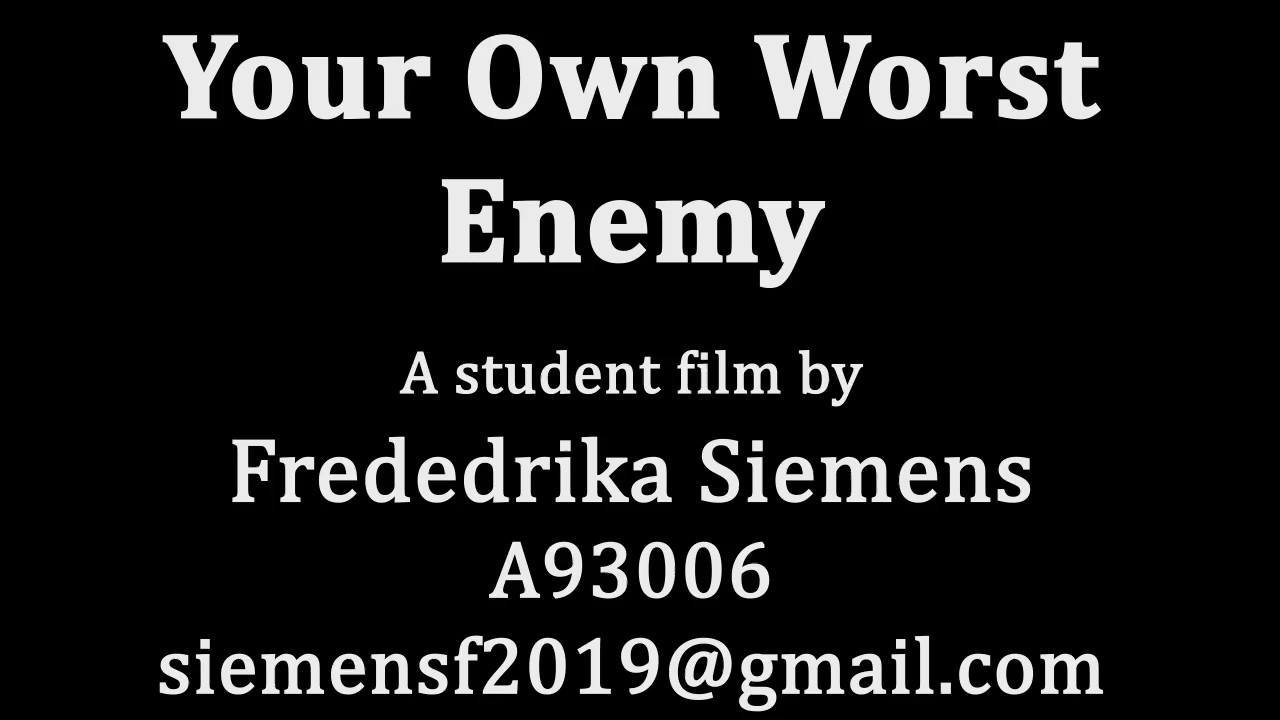 Your Own Worst
Enemy
A student film by
Frededrika Siemens
A93006
siemensf2019@gmail.com